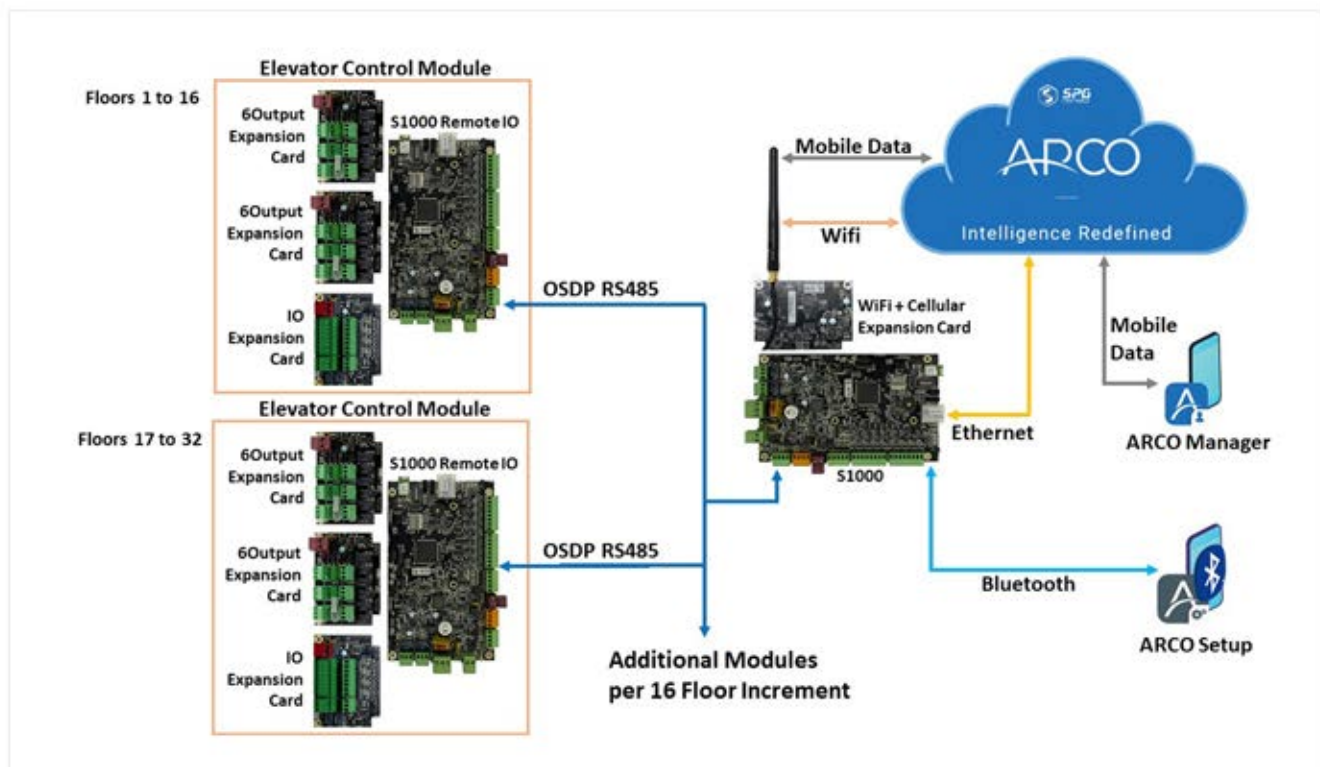 Elevator Control Module
Floors 1 to 16
6Output
Expansion
Card
S1000 Remote IO
6Output
Expansion
Card
IO
Expansion
Card
OSDP RS485
Elevator Control Module
Floors 17 to 32
6Output
Expansion
Card
S1000 Remote IO
6Output
Expansion
Card
IO
Expansion
Card
OSDP RS485
Additional Modules
per 16 Floor Increment
SPG
ARCO
Intelligence Redefined
Mobile Data
Wifi
WiFi + Cellular
Expansion Card
S1000
Ethernet
Mobile
Data
ARCO Manager
Bluetooth
ARCO Setup